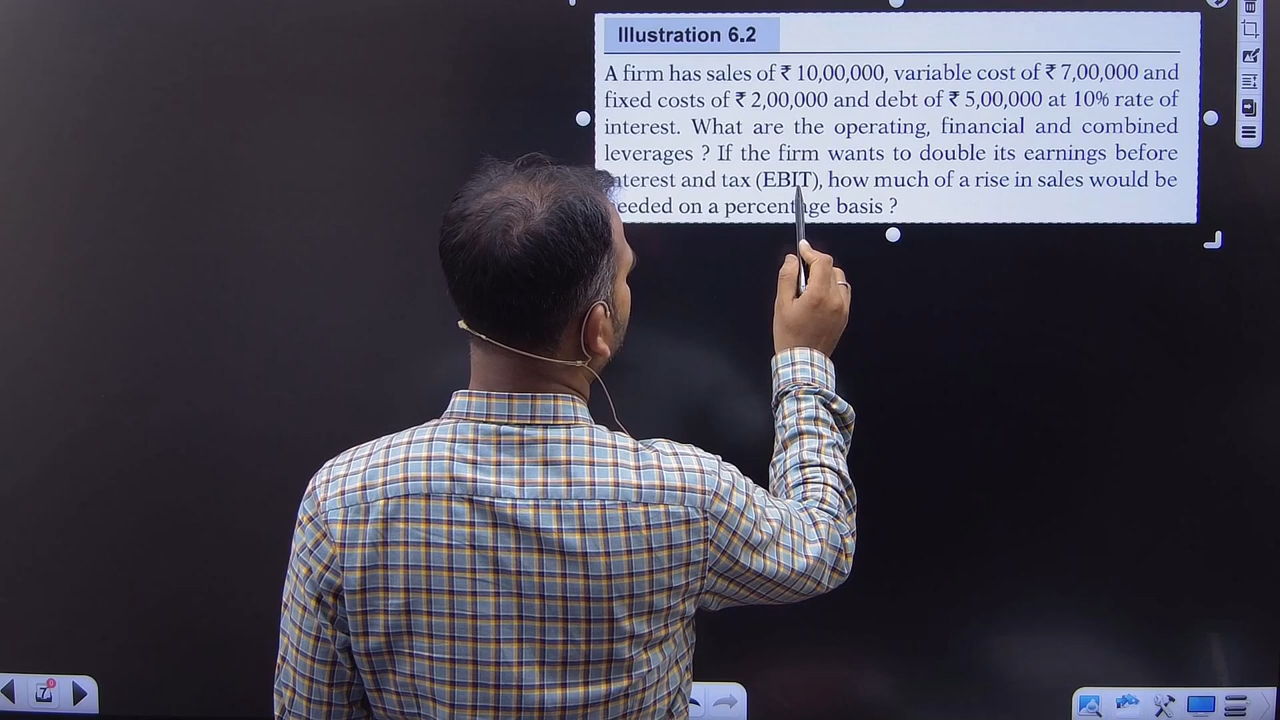 Illustration 6.2
A firm has sales of ₹ 10,00,000, variable cost of ₹ 7,00,000 and
fixed costs of ₹ 2,00,000 and debt of ₹ 5,00,000 at 10% rate of
interest. What are the operating, financial and combined
leverages ? If the firm wants to double its earnings before
nterest and tax (EBIT), how much of a rise in sales would be
eeded on a percentage basis ?
7